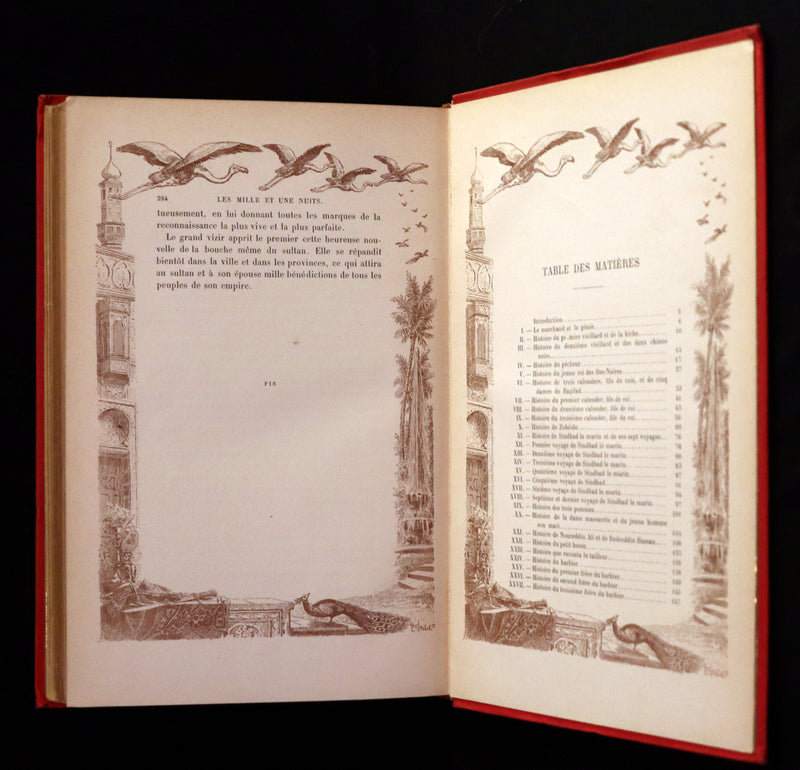 284 LES MILLE ET UNE NUITS.
tueusement, en lui donnant toutes les marques de la
reconnaissance la plus vive et la plus parfaite.
Le grand vizir apprit le premier cette heureuse nou-
velle de la bouche même du sultan. Elle se répandit
bientôt dans la ville et dans les provinces, ce qui attira
au sultan et à son épouse mille bénédictions de tous les
peuples de son empire.
FIN
TABLE DES MATIÈRES
Introduction
I. — Le marchand et le génie
II. — Histoire du premier vieillard et de la biche
III. — Histoire du deuxième vieillard et des deux chiens
noirs
IV. — Histoire du pêcheur
V. — Histoire du jeune roi des Iles Noires
VI. — Histoire de trois calenders, fils de rois, et de cinq
dames de Bagdad
VII. — Histoire du premier calender, fils de roi
VIII. — Histoire du deuxième calender, fils de roi
IX. — Histoire du troisième calender, fils de roi
X. — Histoire de Zobéide
XI. — Histoire de Sindbad le marin et de ses sept voyages
XII. — Premier voyage de Sindbad le marin
XIII. — Deuxième voyage de Sindbad le marin
XIV. — Troisième voyage de Sindbad le marin
XV. — Quatrième voyage de Sindbad le marin
XVI. — Cinquième voyage de Sindbad
XVII. — Sixième voyage de Sindbad le marin
XVIII. — Septième et dernier voyage de Sindbad le marin
XIX. — Histoire des trois pommes
XX. — Histoire de la dame massacrée et du jeune homme
son mari
XXI. — Histoire de Noureddin Ali et de Bedreddin Hassan
XXII. — Histoire du petit bossu
XXIII. — Histoire que raconta le tailleur
XXIV. — Histoire du barbier
XXV. — Histoire du premier frère du barbier
XXVI. — Histoire du second frère du barbier
XXVII. — Histoire du troisième frère du barbier